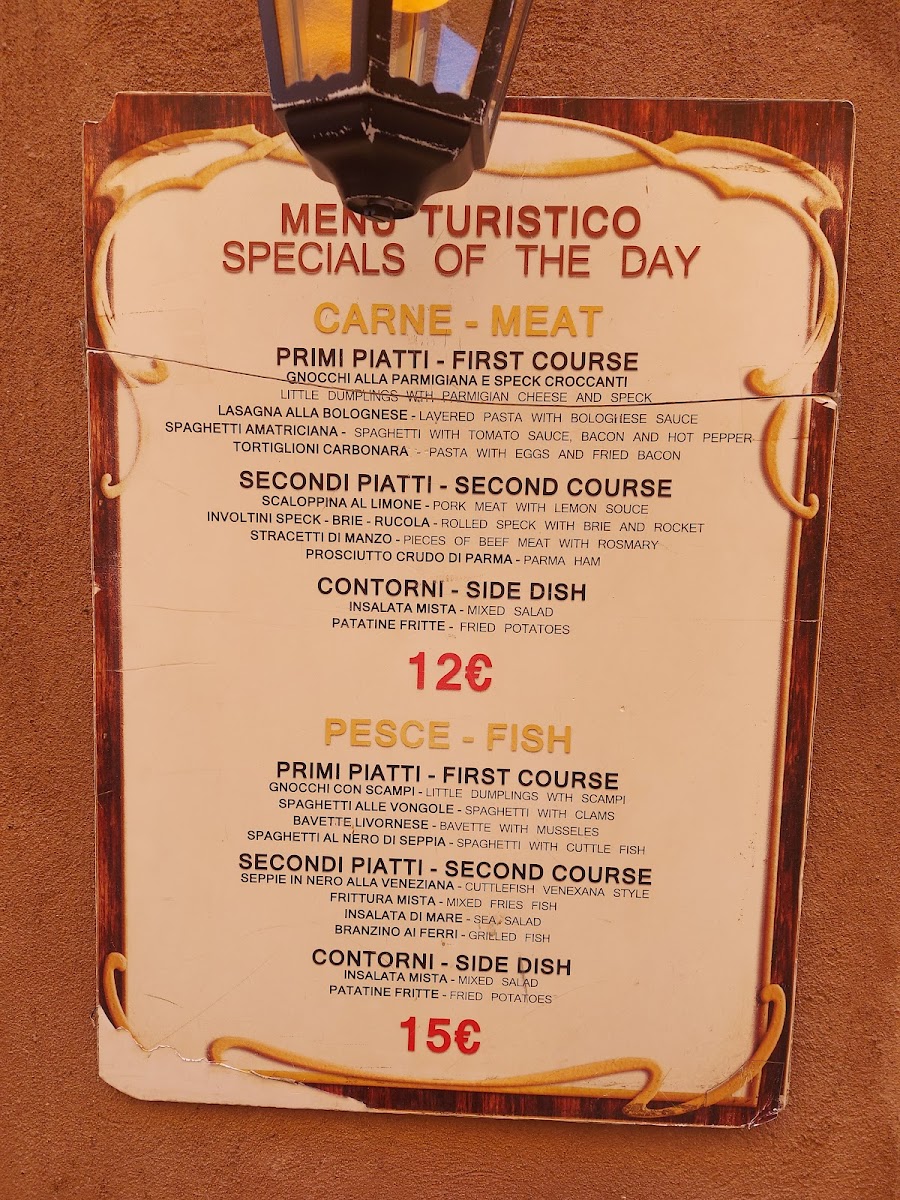 MENÙ TURISTICO
SPECIALS OF THE DAY
CARNE - MEAT
PRIMI PIATTI - FIRST COURSE
GNOCCHI ALLA PARMIGIANA E SPECK CROCCANTI
LITTLE DUMPLINGS WTH PARMIGIAN CHEESE AND SPECK
LASAGNA ALLA BOLOGNESE - LAYERED PASTA WITH BOLOGHESE SAUCE
SPAGHETTI AMATRICIANA - SPAGHETTI WITH TOMATO SAUCE, BACON AND HOT PEPPER
TORTIGLIONI CARBONARA - PASTA WITH EGGS AND FRIED BACON
SECONDI PIATTI - SECOND COURSE
SCALOPPINA AL LIMONE - PORK MEAT WITH LEMON SOUCE
INVOLTINI SPECK - BRIE - RUCOLA - ROLLED SPECK WITH BRIE AND ROCKET
STRACETTI DI MANZO - PIECES OF BEEF MEAT WITH ROSMARY
PROSCIUTTO CRUDO DI PARMA - PARMA HAM
CONTORNI - SIDE DISH
INSALATA MISTA - MIXED SALAD
PATATINE FRITTE - FRIED POTATOES
12€
PESCE - FISH
PRIMI PIATTI - FIRST COURSE
GNOCCHI CON SCAMPI - LITTLE DUMPLINGS WTH SCAMPI
SPAGHETTI ALLE VONGOLE - SPAGHETTI WITH CLAMS
BAVETTE LIVORNESE - BAVETTE WITH MUSSELES
SPAGHETTI AL NERO DI SEPPIA - SPAGHETTI WITH CUTTLE FISH
SECONDI PIATTI - SECOND COURSE
SEPPIE IN NERO ALLA VENEZIANA - CUTTLEFISH VENEXANA STYLE
FRITTURA MISTA - MIXED FRIES FISH
INSALATA DI MARE - SEA SALAD
BRANZINO AI FERRI - GRILLED FISH
CONTORNI - SIDE DISH
INSALATA MISTA - MIXED SALAD
PATATINE FRITTE - FRIED POTATOES
15€